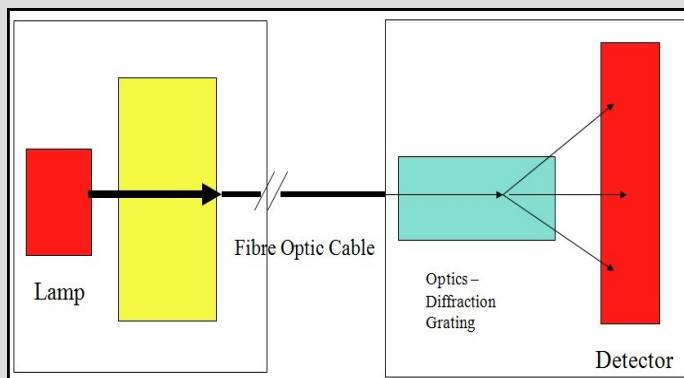 Lamp
Fibre Optic Cable
Optics –
Diffraction
Grating
Detector